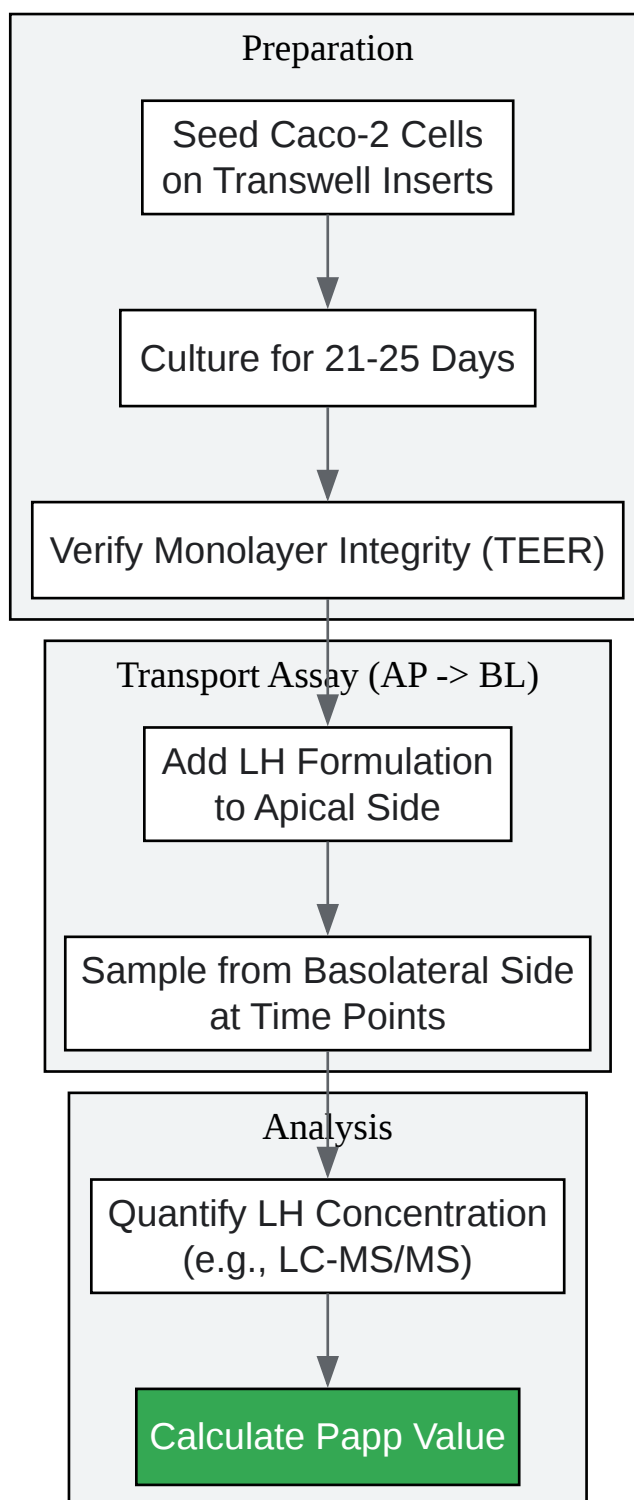 Preparation
Seed Caco-2 Cells
on Transwell Inserts
Culture for 21-25 Days
Verify Monolayer Integrity (TEER)
Transport Assay (AP -> BL)
Add LH Formulation
to Apical Side
Sample from Basolateral Side
at Time Points
Analysis
Quantify LH Concentration
(e.g., LC-MS/MS)
Calculate Papp Value